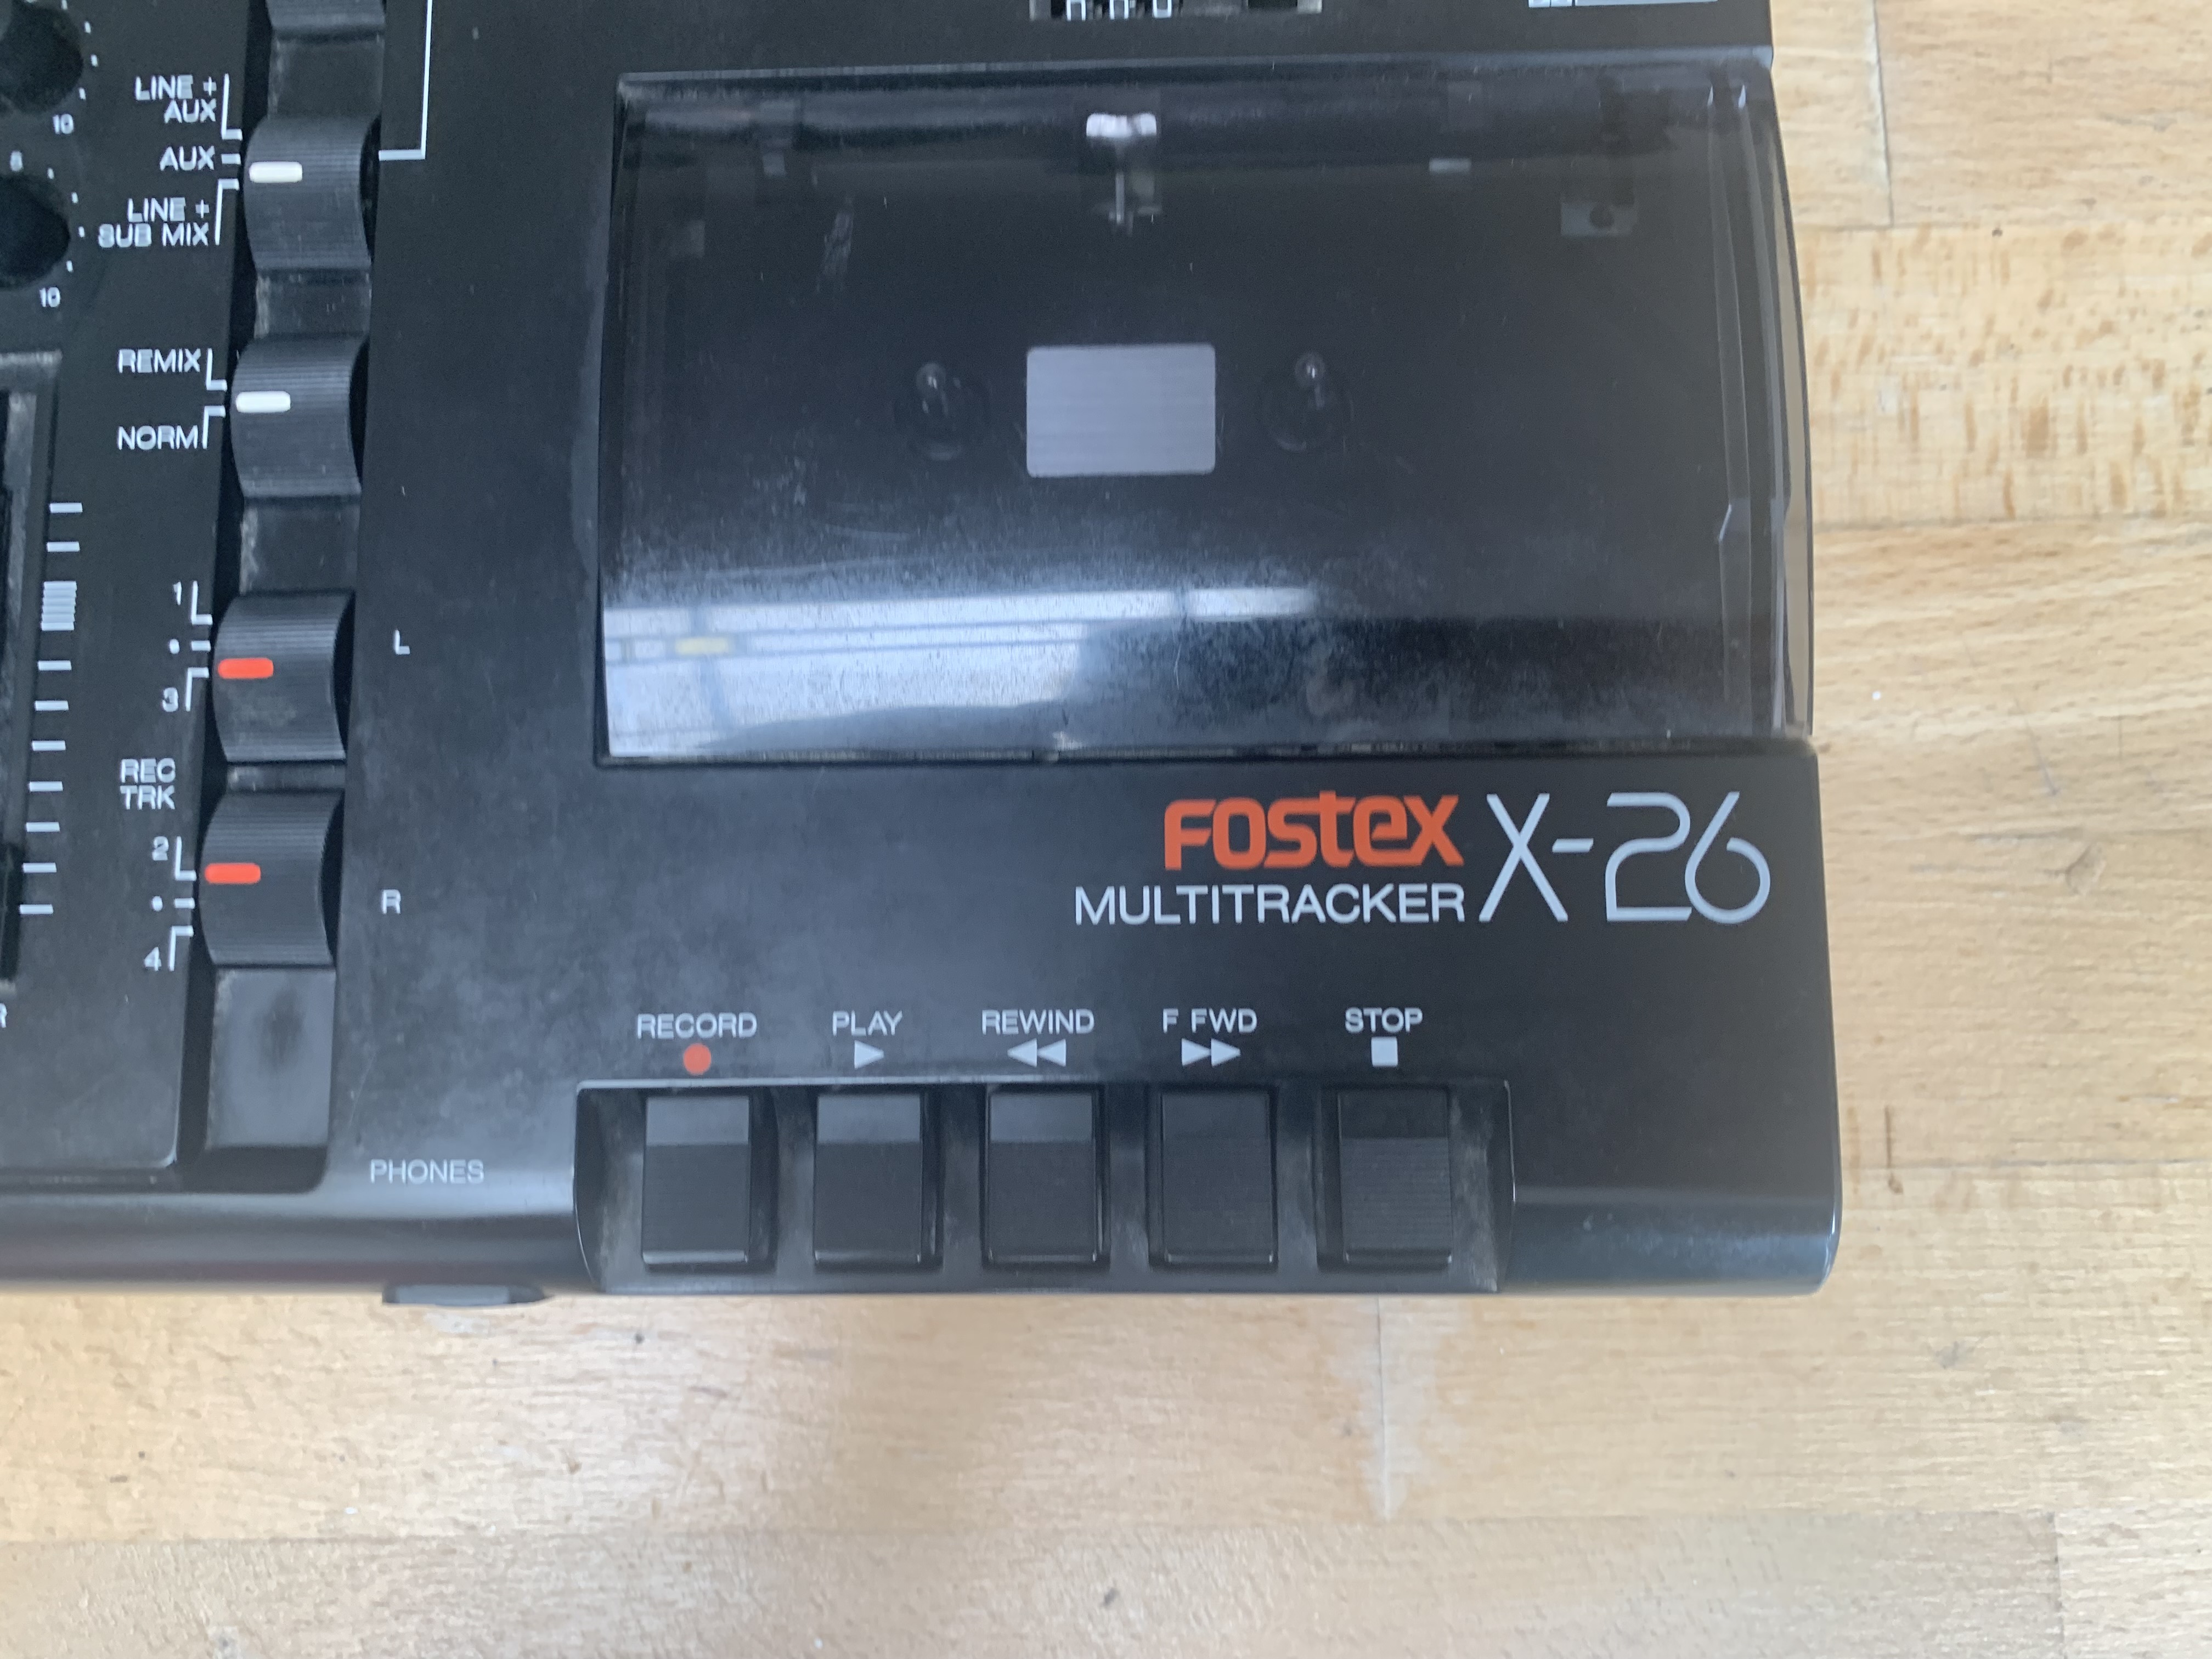 LINE +
AUX
10
AUX
5
LINE +
SUB MIX
10
REMIX
NORM
1
L
3
REC
TRK
2
R
4
FOSTEX
MULTITRACKER X-26
RECORD PLAY REWIND F FWD STOP
PHONES